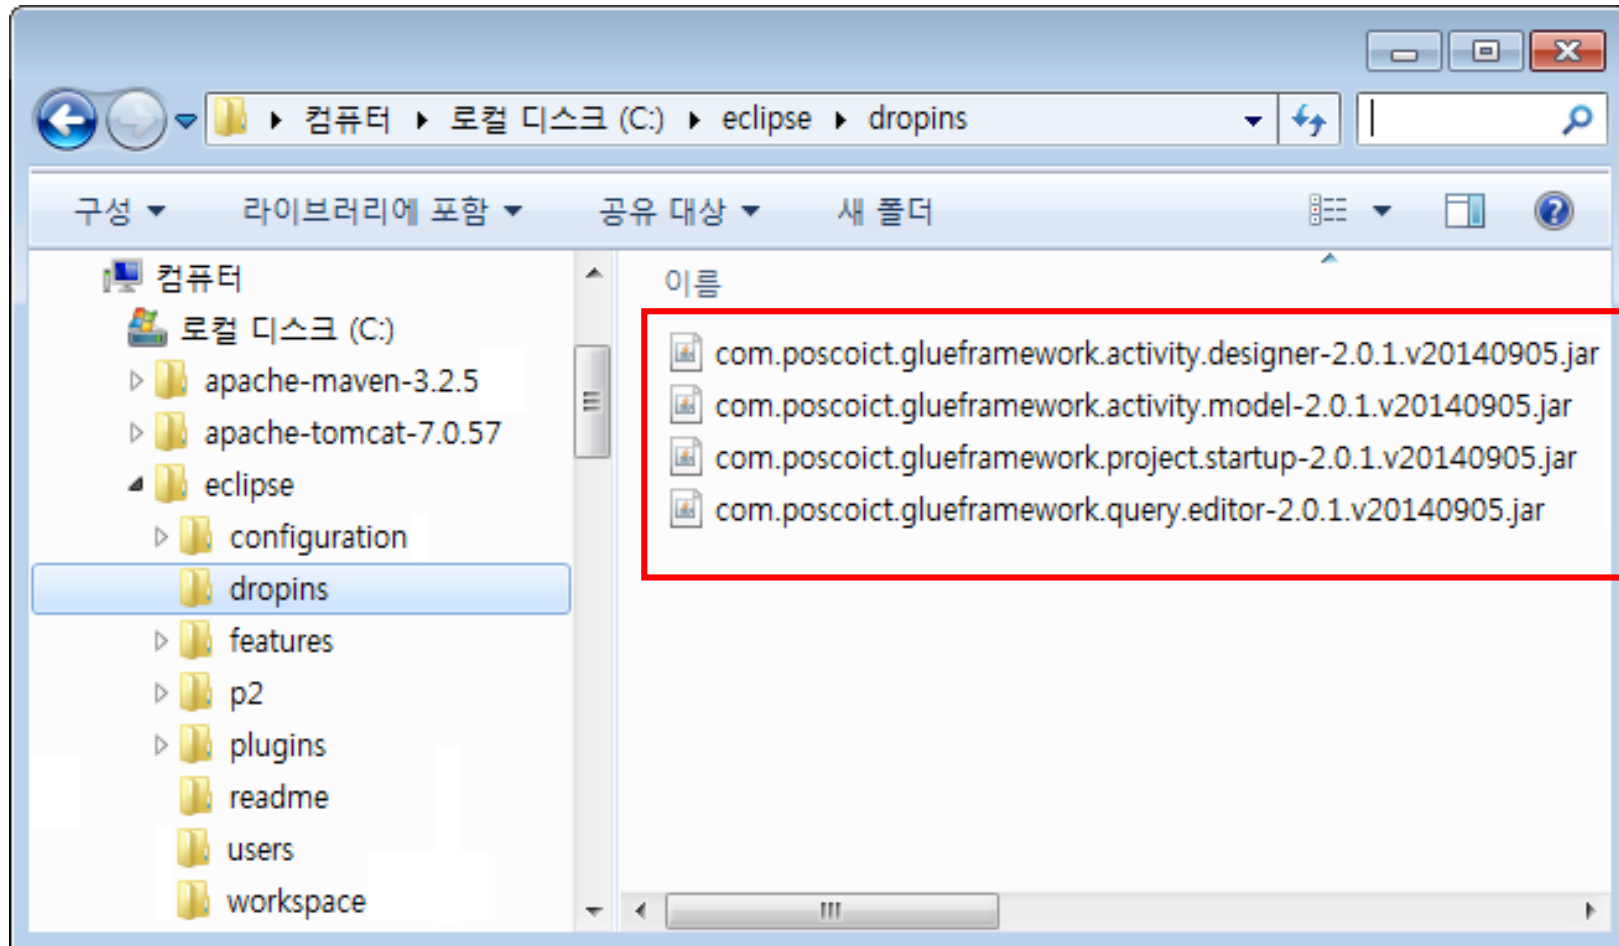 컴퓨터 로컬 디스크 (C:) eclipse dropins
구성 라이브러리에 포함 공유 대상 새 폴더
컴퓨터
로컬 디스크 (C:)
apache-maven-3.2.5
apache-tomcat-7.0.57
eclipse
configuration
dropins
features
p2
plugins
readme
users
workspace
이름
com.poscoict.glueframework.activity.designer-2.0.1.v20140905.jar
com.poscoict.glueframework.activity.model-2.0.1.v20140905.jar
com.poscoict.glueframework.project.startup-2.0.1.v20140905.jar
com.poscoict.glueframework.query.editor-2.0.1.v20140905.jar